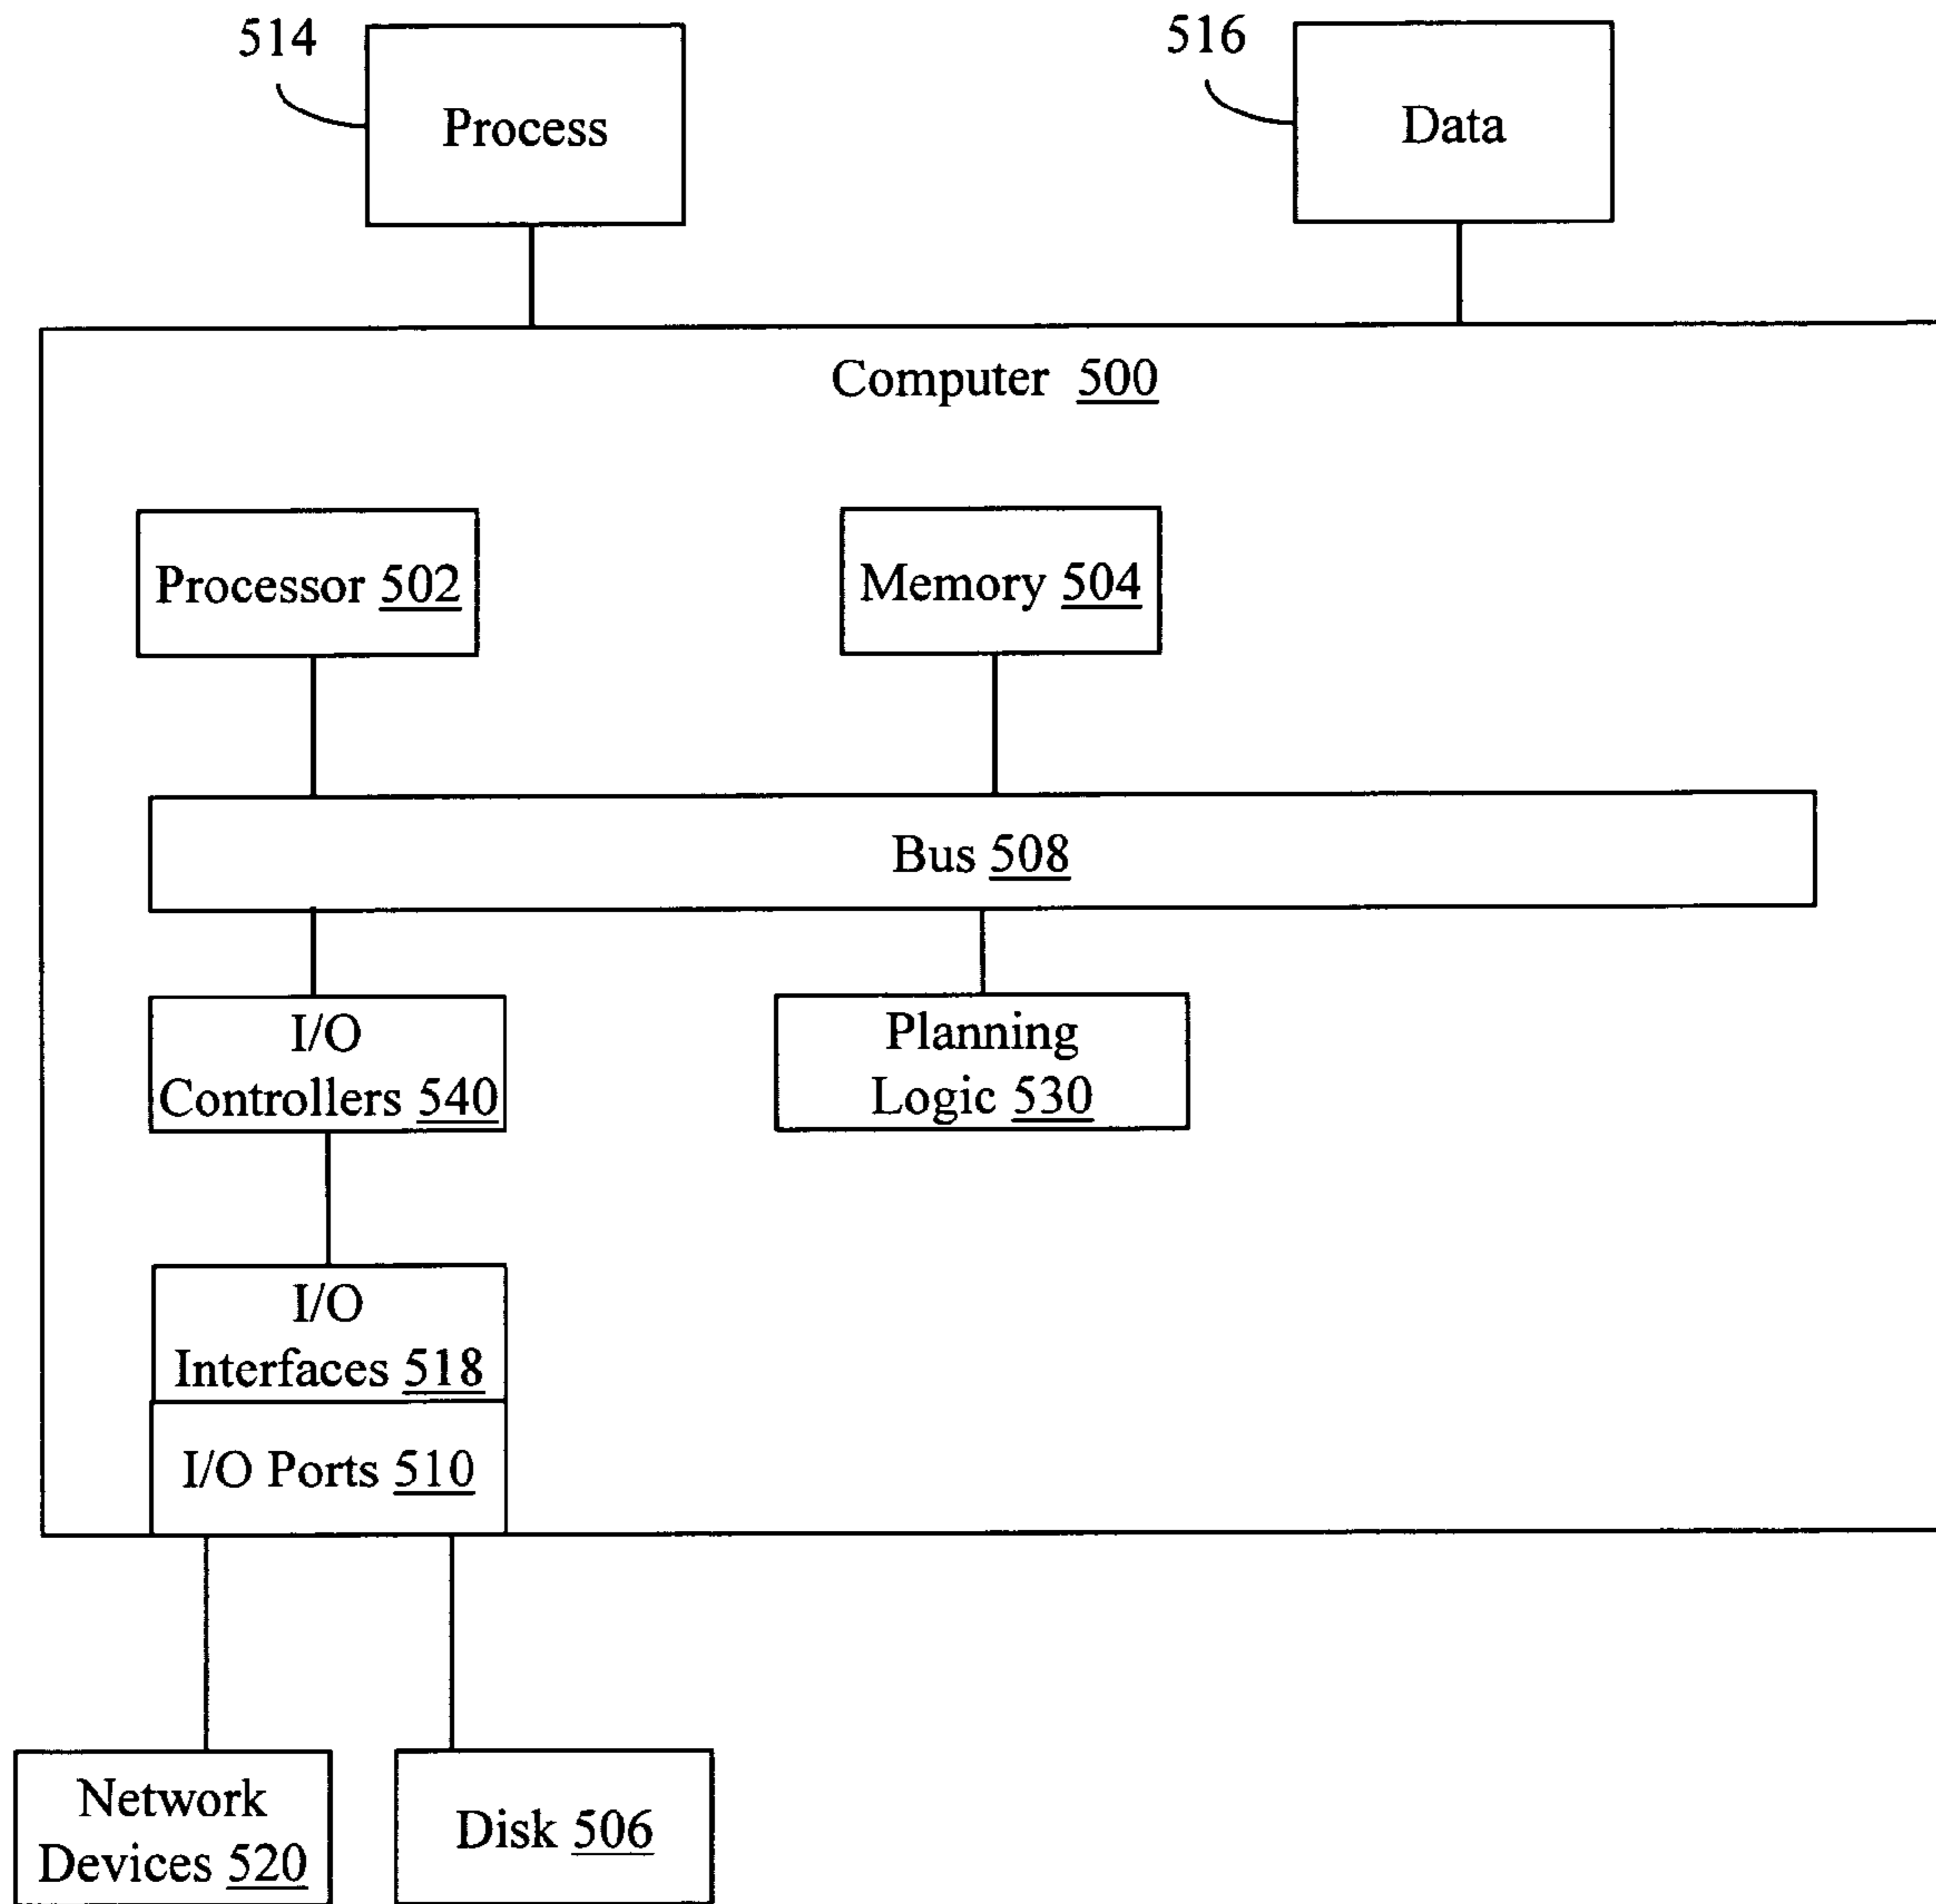 514
Process
516
Data
Computer 500
Processor 502
Memory 504
Bus 508
I/O
Controllers 540
Planning
Logic 530
I/O
Interfaces 518
I/O Ports 510
Network
Devices 520
Disk 506